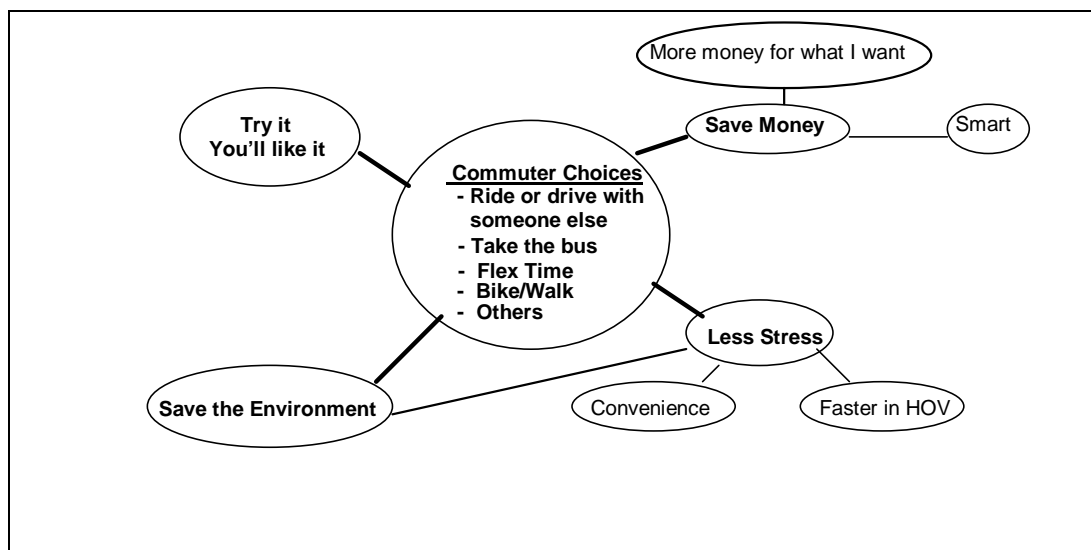 More money for what I want
Save Money
Smart
Try it
You'll like it
Commuter Choices
- Ride or drive with
someone else
- Take the bus
- Flex Time
- Bike/Walk
- Others
Less Stress
Save the Environment
Convenience
Faster in HOV